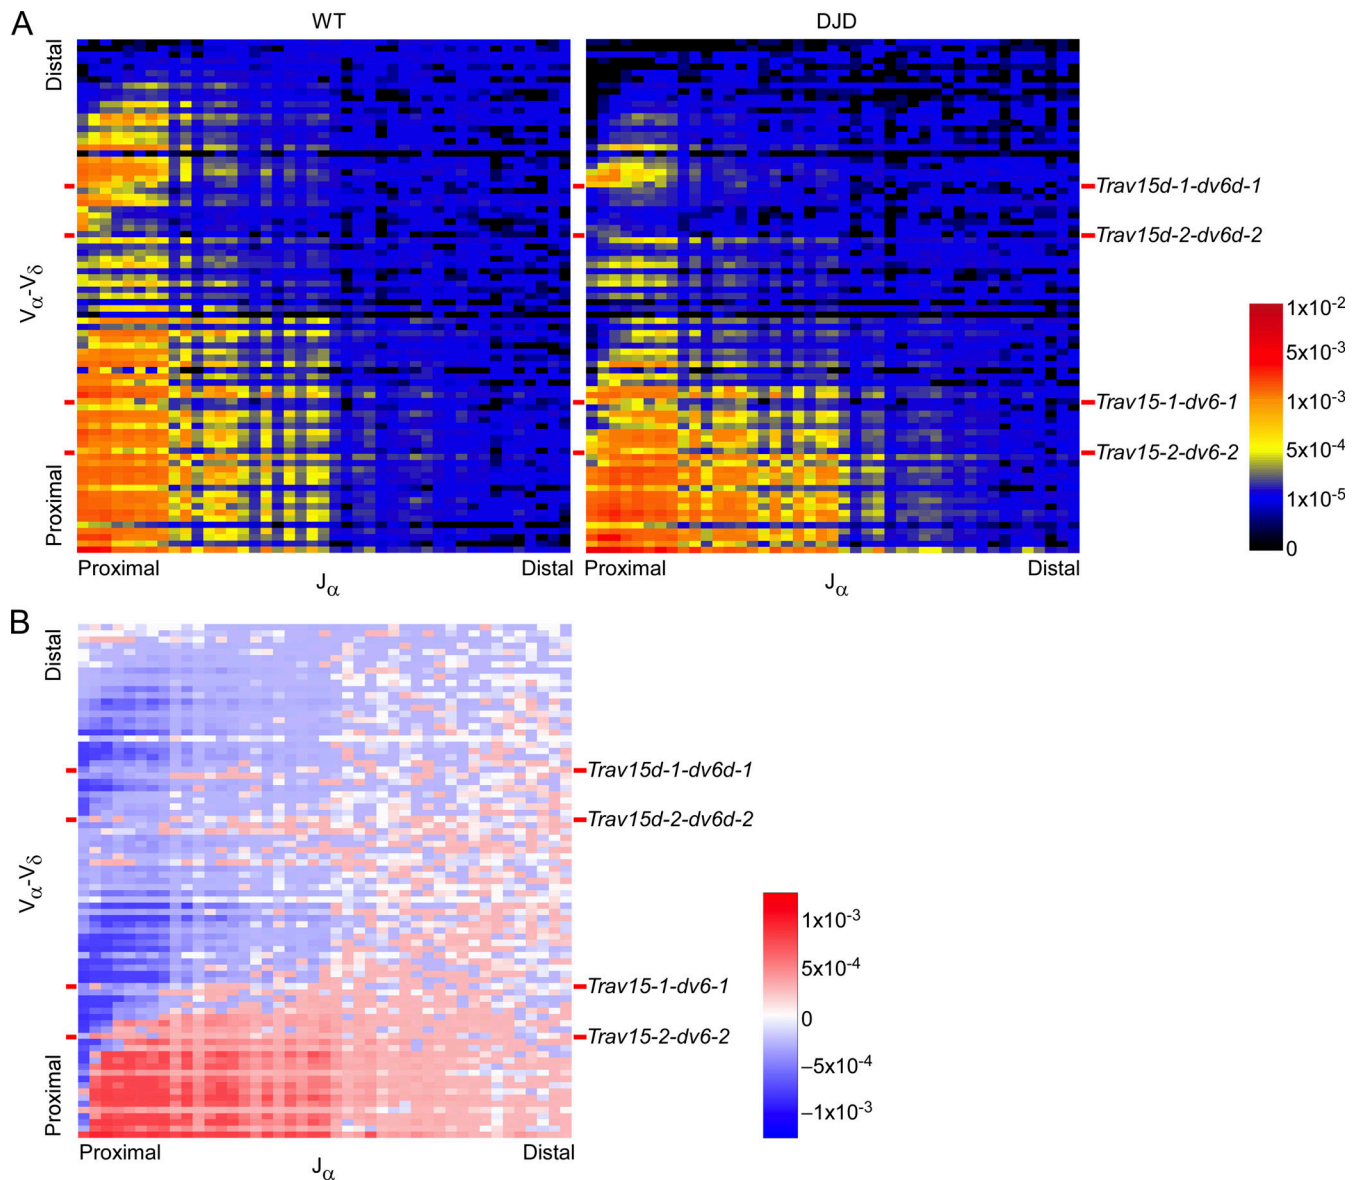 A
WT
DJD
Distal
Vα-Vδ
Proximal
Trav15d-1-dv6d-1
Trav15d-2-dv6d-2
Trav15-1-dv6-1
Trav15-2-dv6-2
1x10-2
5x10-3
1x10-3
5x10-4
1x10-5
0
Proximal
Jα
Distal
Proximal
Jα
Distal
B
Distal
Vα-Vδ
Proximal
Trav15d-1-dv6d-1
Trav15d-2-dv6d-2
Trav15-1-dv6-1
Trav15-2-dv6-2
1x10-3
5x10-4
0
–5x10-4
–1x10-3
Proximal
Jα
Distal